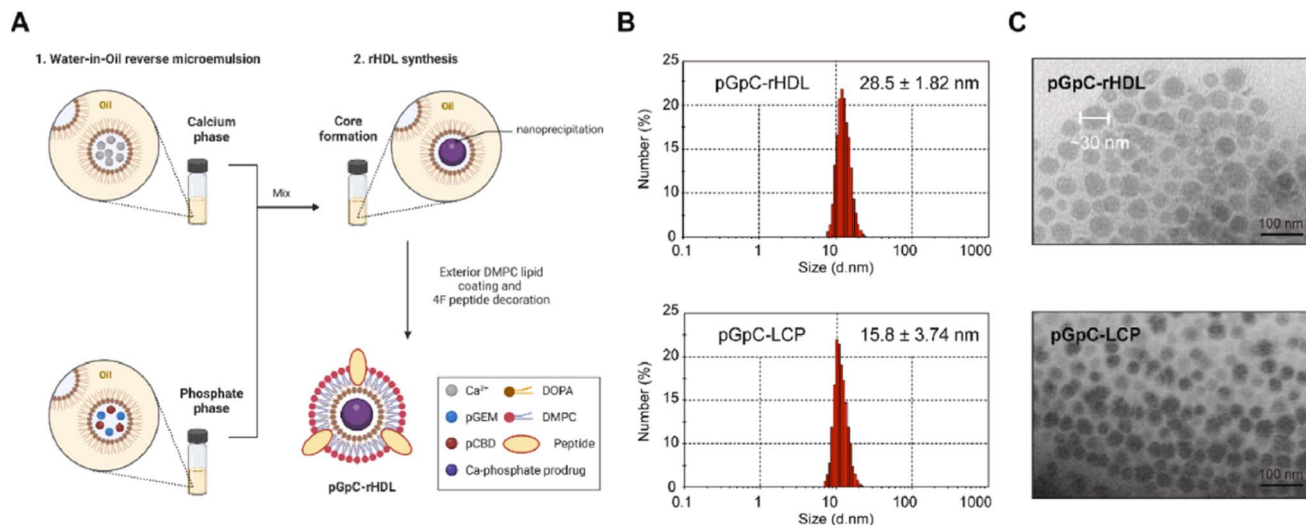 A
1. Water-in-Oil reverse microemulsion
2. rHDL synthesis
Oil
Calcium
phase
Mix
Core
formation
Oil
nanoprecipitation
Exterior DMPC lipid
coating and
4F peptide decoration
Oil
Phosphate
phase
pGpC-rHDL
Ca2+
DOPA
pGEM
DMPC
pCBD
Peptide
Ca-phosphate prodrug
B
pGpC-rHDL
28.5 ± 1.82 nm
Number (%)
25
20
22
10
5
0
0.1
1
10
100
1000
Size (d.nm)
pGpC-LCP
15.8 ± 3.74 nm
Number (%)
25
20
22
10
5
0
0.1
1
10
100
1000
Size (d.nm)
C
pGpC-rHDL
~30 nm
100 nm
pGpC-LCP
100 nm